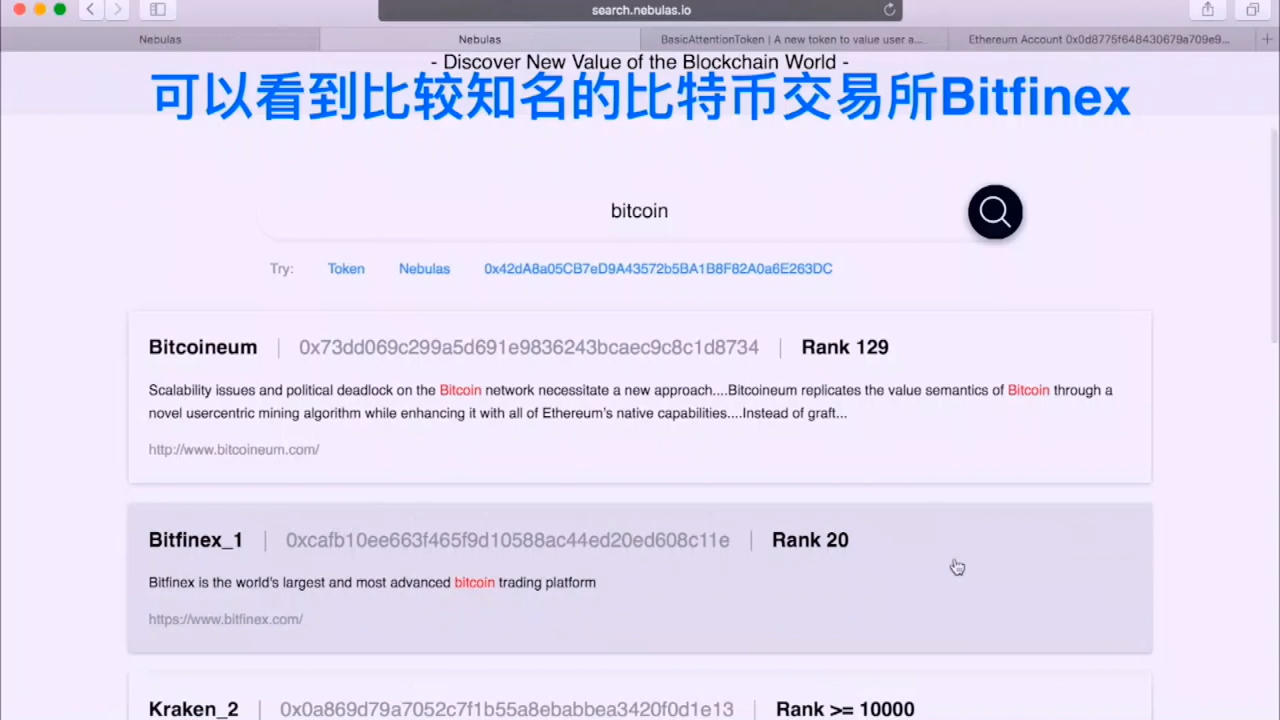 search.nebulas.io
Nebulas
Nebulas
BasicAttentionToken | A new token to value user a...
Ethereum Account 0x0d8775f648430679a709e9...
- Discover New Value of the Blockchain World -
可以看到比较知名的比特币交易所Bitfinex
bitcoin
Try: Token Nebulas 0x42dA8a05CB7eD9A43572b5BA1B8F82A0a6E263DC
Bitcoineum | 0x73dd069c299a5d691e9836243bcaec9c8c1d8734 | Rank 129
Scalability issues and political deadlock on the Bitcoin network necessitate a new approach....Bitcoineum replicates the value semantics of Bitcoin through a
novel usercentric mining algorithm while enhancing it with all of Ethereum's native capabilities....Instead of graft...
http://www.bitcoineum.com/
Bitfinex_1 | 0xcafb10ee663f465f9d10588ac44ed20ed608c11e | Rank 20
Bitfinex is the world's largest and most advanced bitcoin trading platform
https://www.bitfinex.com/
Kraken_2 | 0x0a869d79a7052c7f1b55a8ebabbea3420f0d1e13 | Rank >= 10000